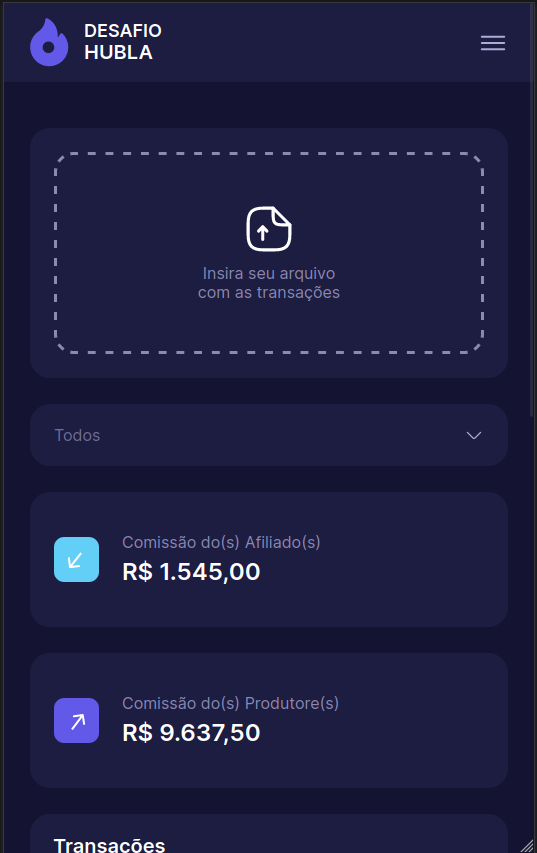 DESAFIO
HUBLA
Insira seu arquivo
com as transações
Todos
Comissão do(s) Afiliado(s)
R$ 1.545,00
Comissão do(s) Produtore(s)
R$ 9.637,50
Transações